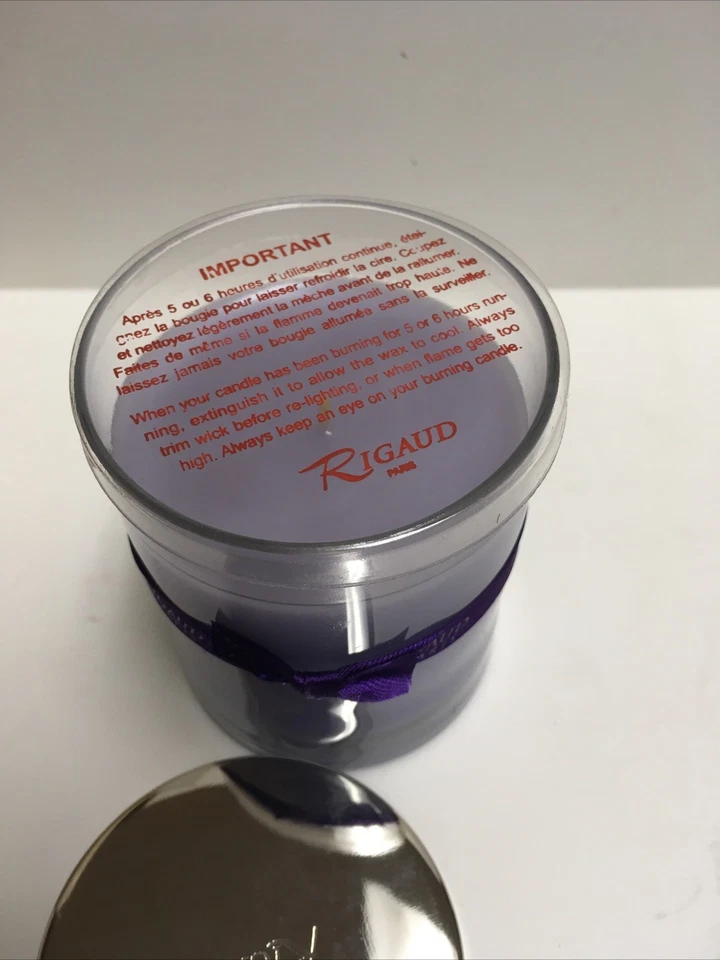 IMPORTANT
Après 5 ou 6 heures d'utilisation continue, étei-
gnez la bougie pour laisser refroidir la cire. Coupez
et nettoyez légèrement la mèche avant de la rallumer.
Faites de même si la flamme devenait trop haute. Ne
laissez jamais votre bougie allumée sans la surveiller.
When your candle has been burning for 5 or 6 hours run-
ning, extinguish it to allow the wax to cool. Always
trim wick before re-lighting, or when flame gets too
high. Always keep an eye on your burning candle.
RIGAUD
PARIS